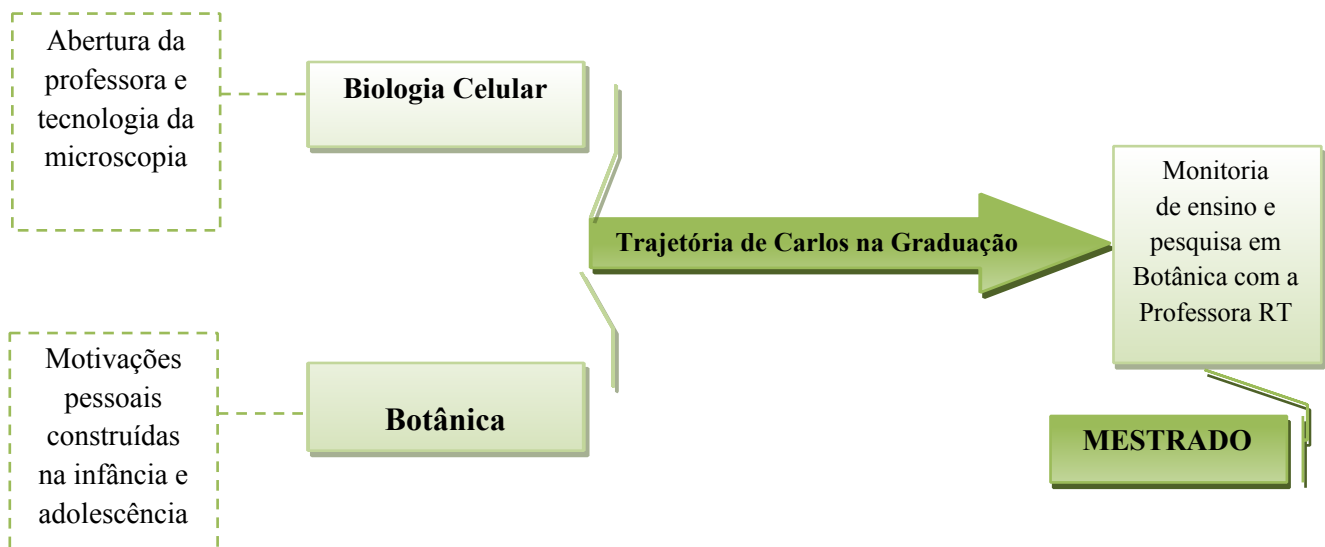 Abertura da
professora e
tecnologia da
microscopia
Biologia Celular
Motivações
pessoais
construídas
na infância e
adolescência
Botânica
Trajetória de Carlos na Graduação
Monitoria
de ensino e
pesquisa em
Botânica com a
Professora RT
MESTRADO